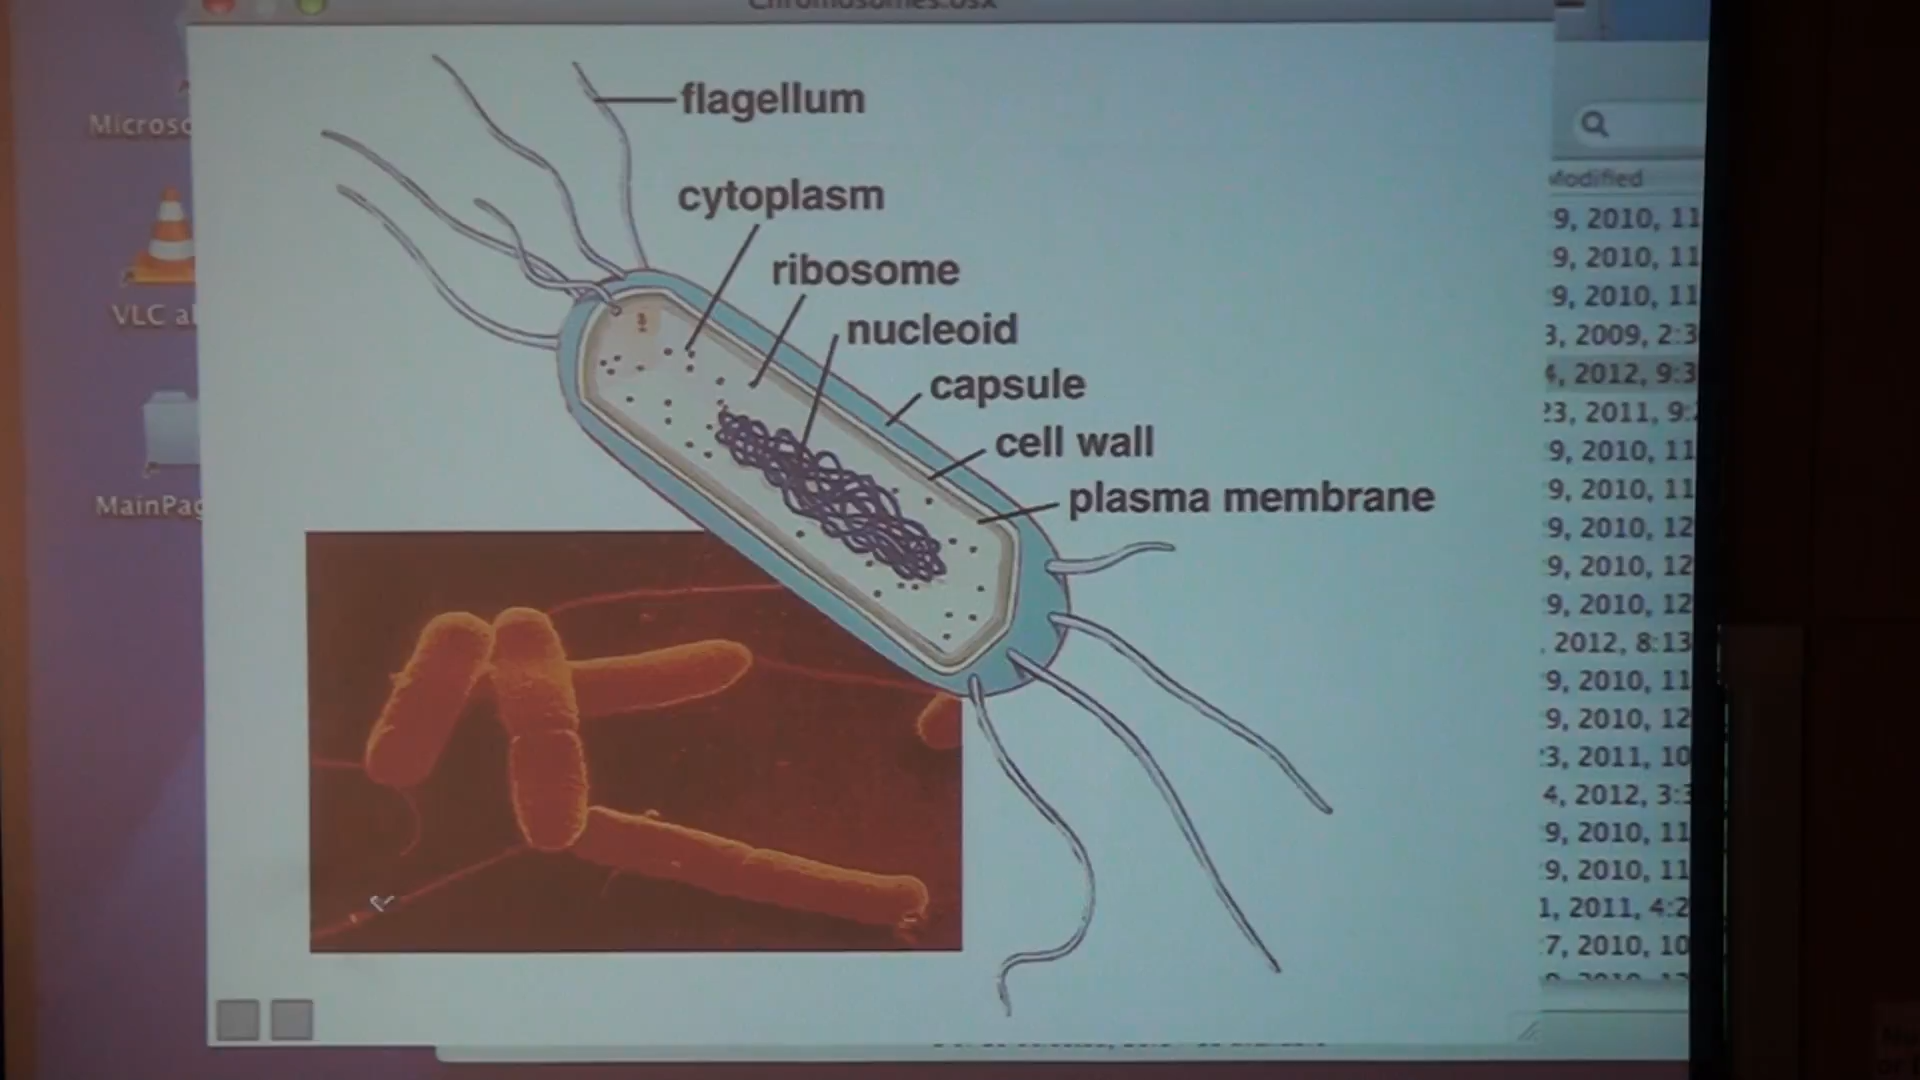 Chromosomes.osx
flagellum
cytoplasm
ribosome
nucleoid
capsule
cell wall
plasma membrane
Microso
VLC al
MainPag
Modified
9, 2010, 11
9, 2010, 11
9, 2010, 11
3, 2009, 2:3
4, 2012, 9:3
23, 2011, 9:
9, 2010, 11
9, 2010, 11
9, 2010, 12
9, 2010, 12
9, 2010, 12
, 2012, 8:13
9, 2010, 11
9, 2010, 12
3, 2011, 10
4, 2012, 3:3
9, 2010, 11
9, 2010, 11
1, 2011, 4:2
7, 2010, 10